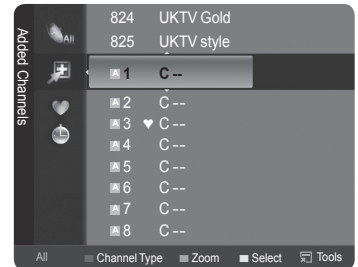 Added Channels
All
824 UKTV Gold
825 UKTV style
A 1 C --
A 2 C --
A 3 ♥ C --
A 4 C --
A 5 C --
A 6 C --
A 7 C --
A 8 C --
All Channel Type Zoom Select Tools